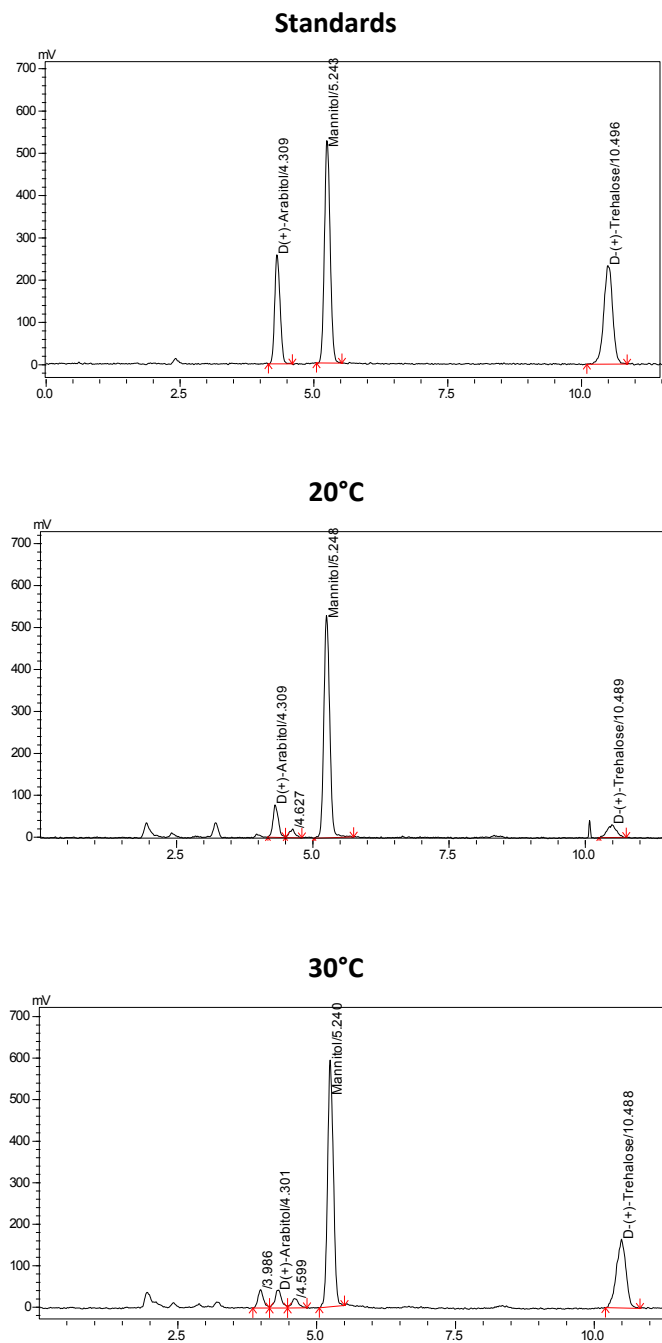 Standards
mV
700
600
500
400
300
200
100
0
D(+)-Arabitol/4.309
Mannitol/5.243
D-(+)-Trehalose/10.496
0.0 2.5 5.0 7.5 10.0
20°C
mV
700
600
500
400
300
200
100
0
D(+)-Arabitol/4.309
/4.627
Mannitol/5.248
D-(+)-Trehalose/10.489
2.5 5.0 7.5 10.0
30°C
mV
700
600
500
400
300
200
100
0
/3.986
D(+)-Arabitol/4.301
/4.599
Mannitol/5.240
D-(+)-Trehalose/10.488
2.5 5.0 7.5 10.0